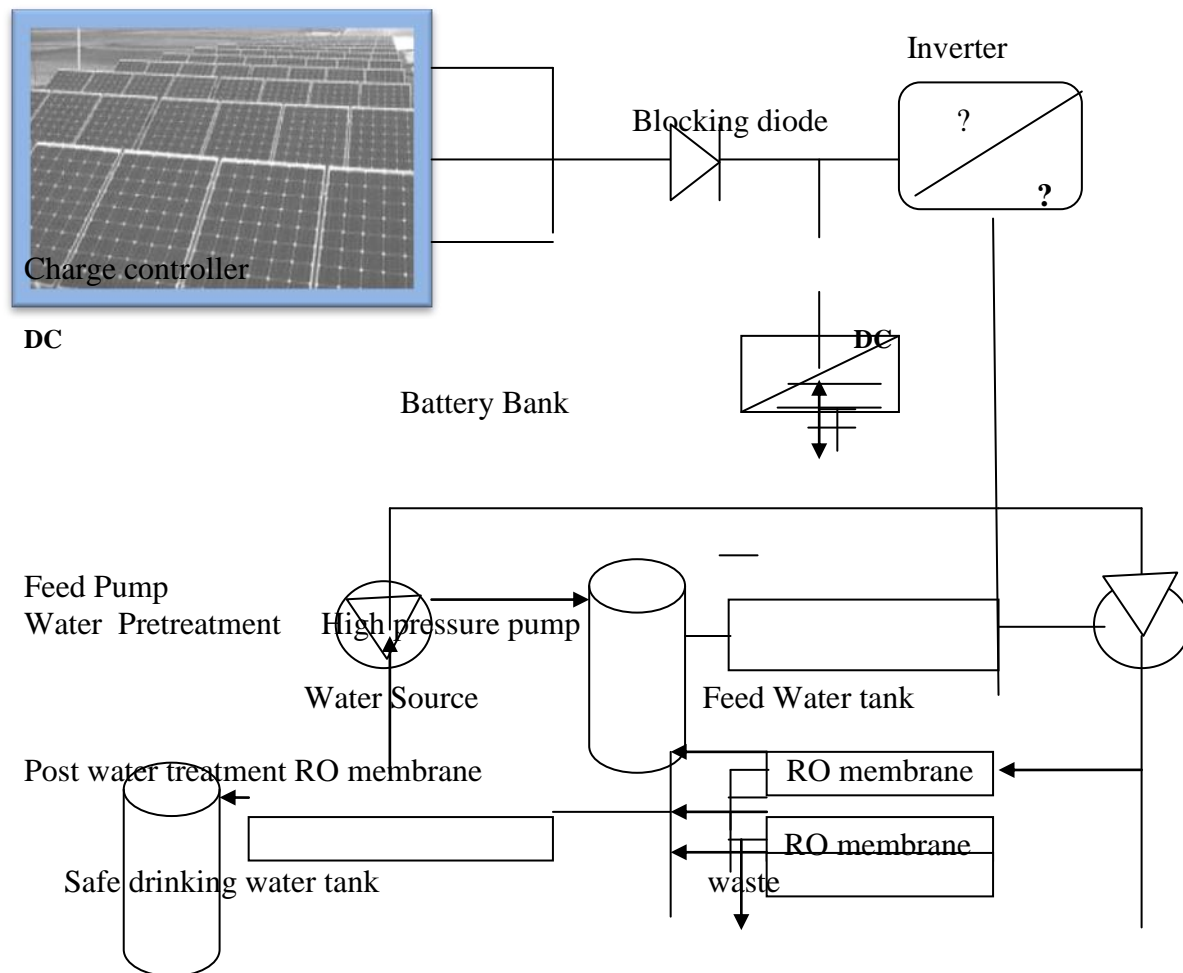 Inverter
Blocking diode
?
?
Charge controller
DC DC
Battery Bank
Feed Pump
Water Pretreatment High pressure pump
Water Source Feed Water tank
Post water treatment RO membrane RO membrane
RO membrane
Safe drinking water tank waste